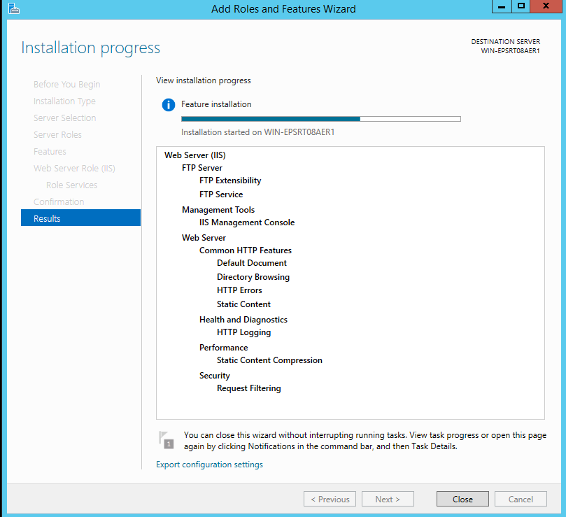 Add Roles and Features Wizard
Installation progress
DESTINATION SERVER
WIN-EPSRT08AER1
Before You Begin
Installation Type
Server Selection
Server Roles
Features
Web Server Role (IIS)
Role Services
Confirmation
Results
View installation progress
Feature installation
Installation started on WIN-EPSRT08AER1
Web Server (IIS)
FTP Server
FTP Extensibility
FTP Service
Management Tools
IIS Management Console
Web Server
Common HTTP Features
Default Document
Directory Browsing
HTTP Errors
Static Content
Health and Diagnostics
HTTP Logging
Performance
Static Content Compression
Security
Request Filtering
1
You can close this wizard without interrupting running tasks. View task progress or open this page
again by clicking Notifications in the command bar, and then Task Details.
Export configuration settings
< Previous
Next >
Close
Cancel